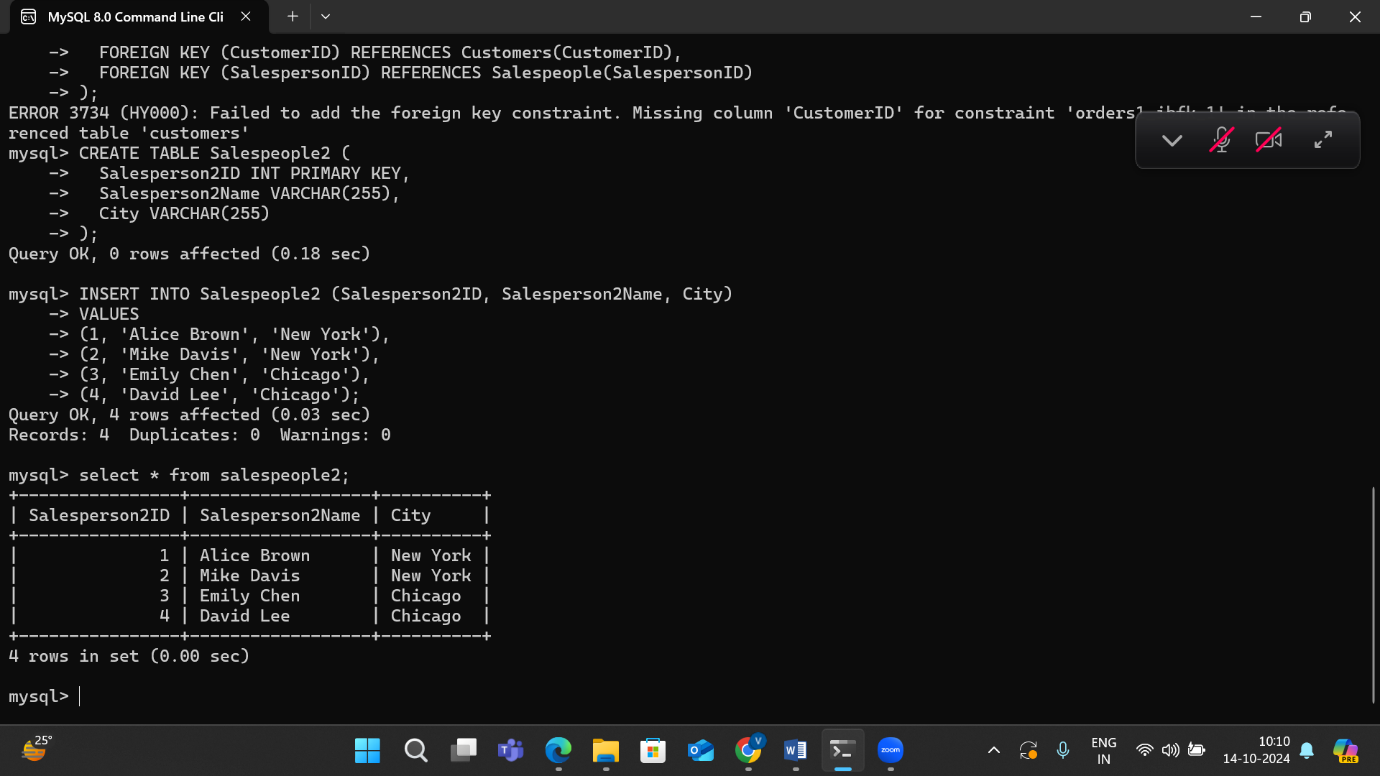 MySQL 8.0 Command Line Cli
-> FOREIGN KEY (CustomerID) REFERENCES Customers(CustomerID),
-> FOREIGN KEY (SalespersonID) REFERENCES Salespeople(SalespersonID)
-> );
ERROR 3734 (HY000): Failed to add the foreign key constraint. Missing column 'CustomerID' for constraint 'orders1_ibfk_1' in the refe
renced table 'customers'
mysql> CREATE TABLE Salespeople2 (
-> Salesperson2ID INT PRIMARY KEY,
-> Salesperson2Name VARCHAR(255),
-> City VARCHAR(255)
-> );
Query OK, 0 rows affected (0.18 sec)
mysql> INSERT INTO Salespeople2 (Salesperson2ID, Salesperson2Name, City)
-> VALUES
-> (1, 'Alice Brown', 'New York'),
-> (2, 'Mike Davis', 'New York'),
-> (3, 'Emily Chen', 'Chicago'),
-> (4, 'David Lee', 'Chicago');
Query OK, 4 rows affected (0.03 sec)
Records: 4 Duplicates: 0 Warnings: 0
mysql> select * from salespeople2;
+----------------+------------------+----------+
| Salesperson2ID | Salesperson2Name | City |
+----------------+------------------+----------+
| 1 | Alice Brown | New York |
| 2 | Mike Davis | New York |
| 3 | Emily Chen | Chicago |
| 4 | David Lee | Chicago |
+----------------+------------------+----------+
4 rows in set (0.00 sec)
mysql>
25°
V
zoom
ENG
IN
10:10
14-10-2024
PRE